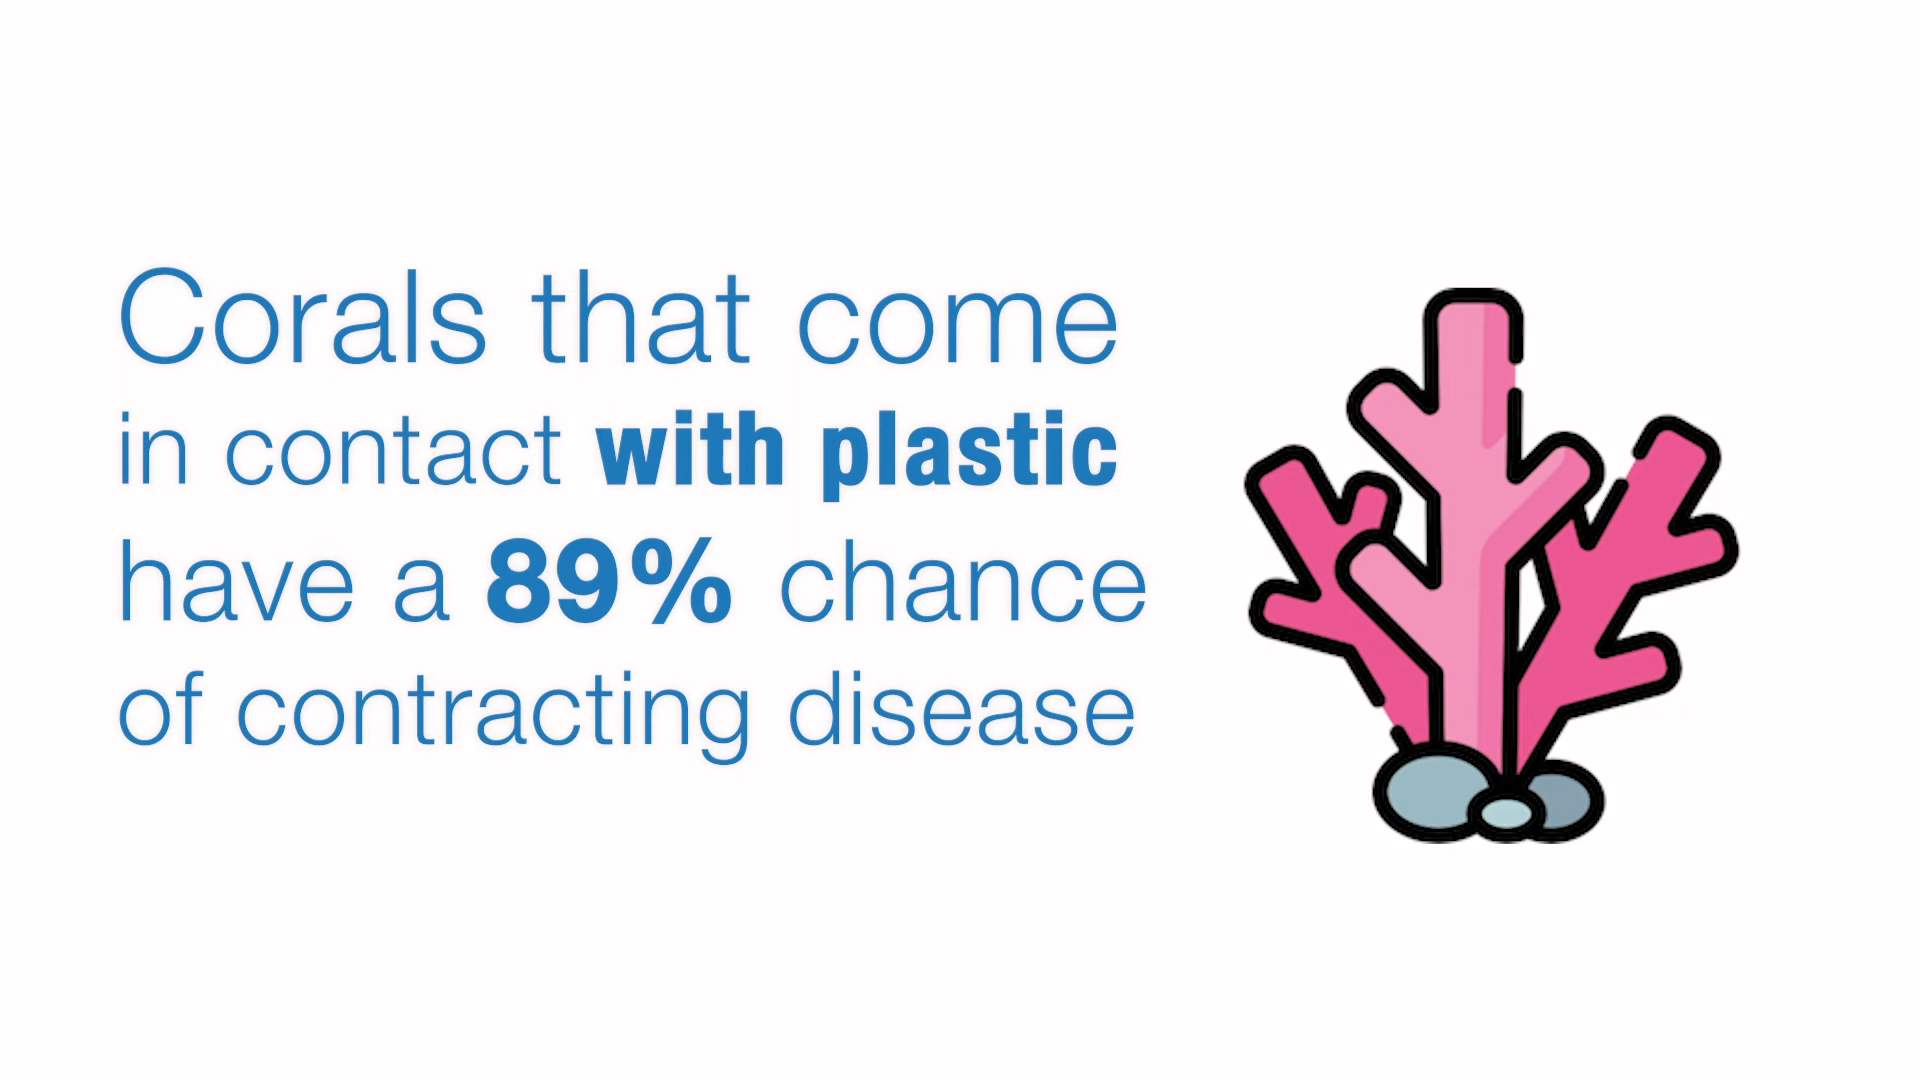 Corals that come
in contact with plastic
have a 89% chance
of contracting disease